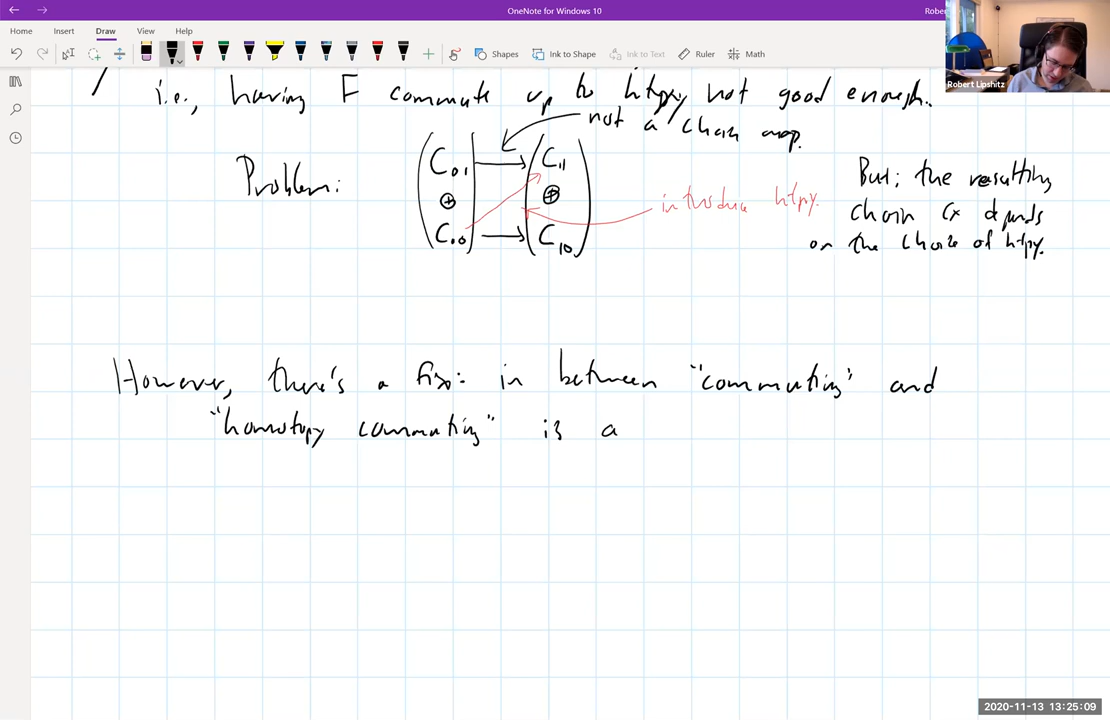 OneNote for Windows 10
Rober
Home Insert Draw View Help
Shapes Ink to Shape Ink to Text Ruler Math
Robert Lipshitz
i.e., having F commute up to htpy not good enough.
not a chain map.
Problem:
C01 C11
⊕ ⊕
C00 C10
introduce htpy.
But: the resulting
chain cx depends
on the choice of htpy.
However, there's a fix: in between "commuting" and
"homotopy commuting" is a
2020-11-13 13:25:09